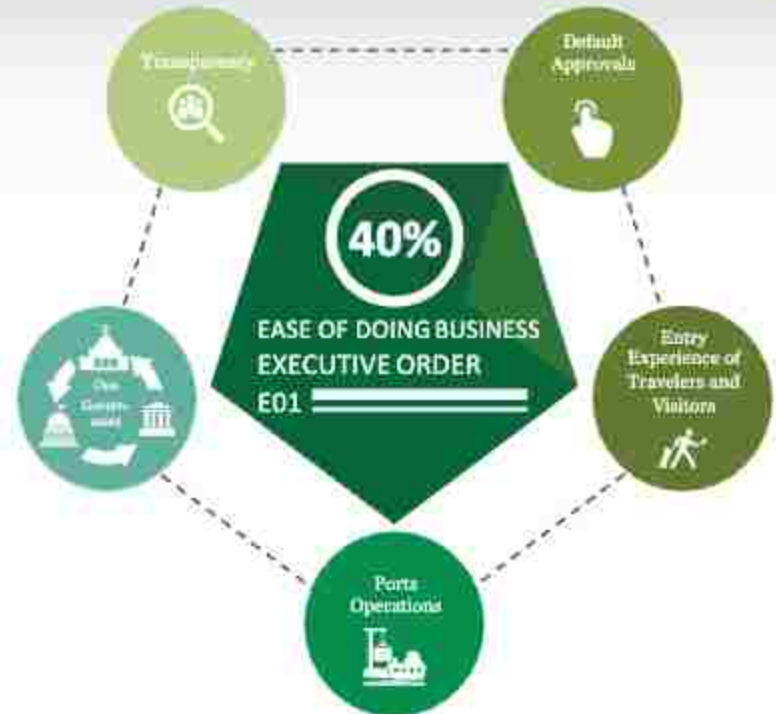 Transparency
Default
Approvals
40%
EASE OF DOING BUSINESS
EXECUTIVE ORDER
E01
One
Govern-
ment
Entry
Experience of
Travelers and
Visitors
Ports
Operations